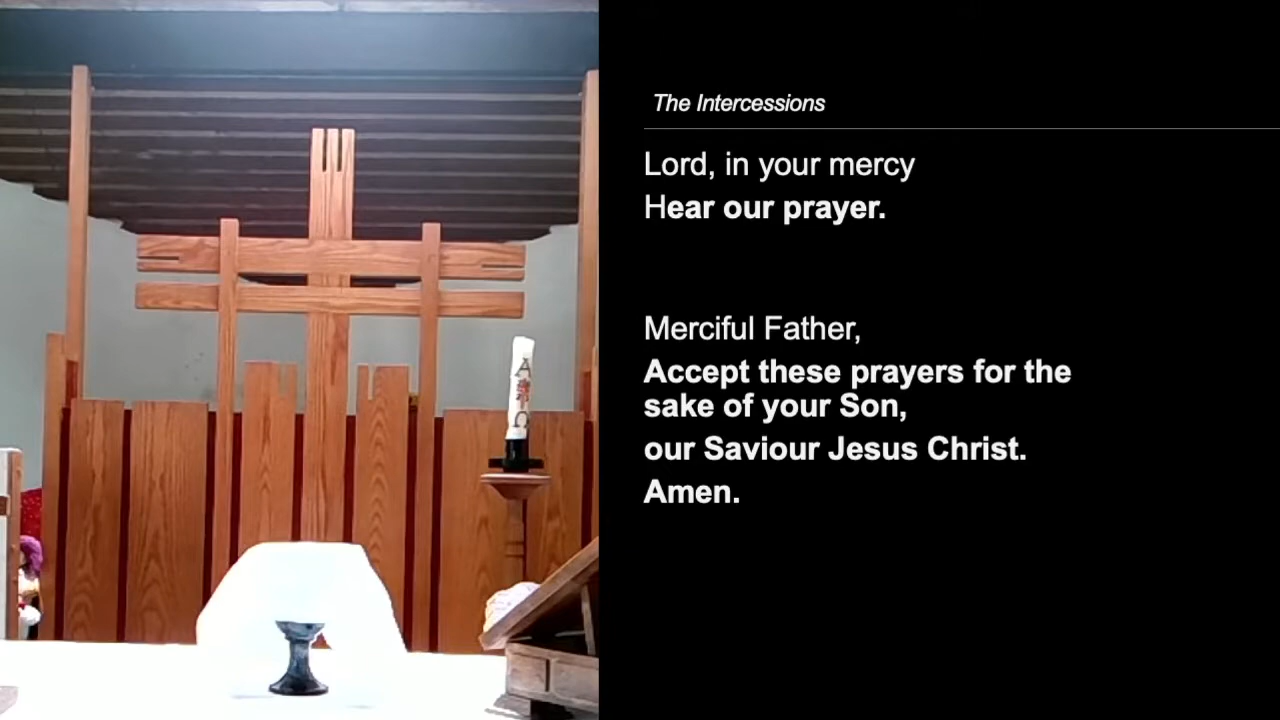 The Intercessions
Lord, in your mercy
Hear our prayer.
Merciful Father,
Accept these prayers for the
sake of your Son,
our Saviour Jesus Christ.
Amen.
Α
Ω